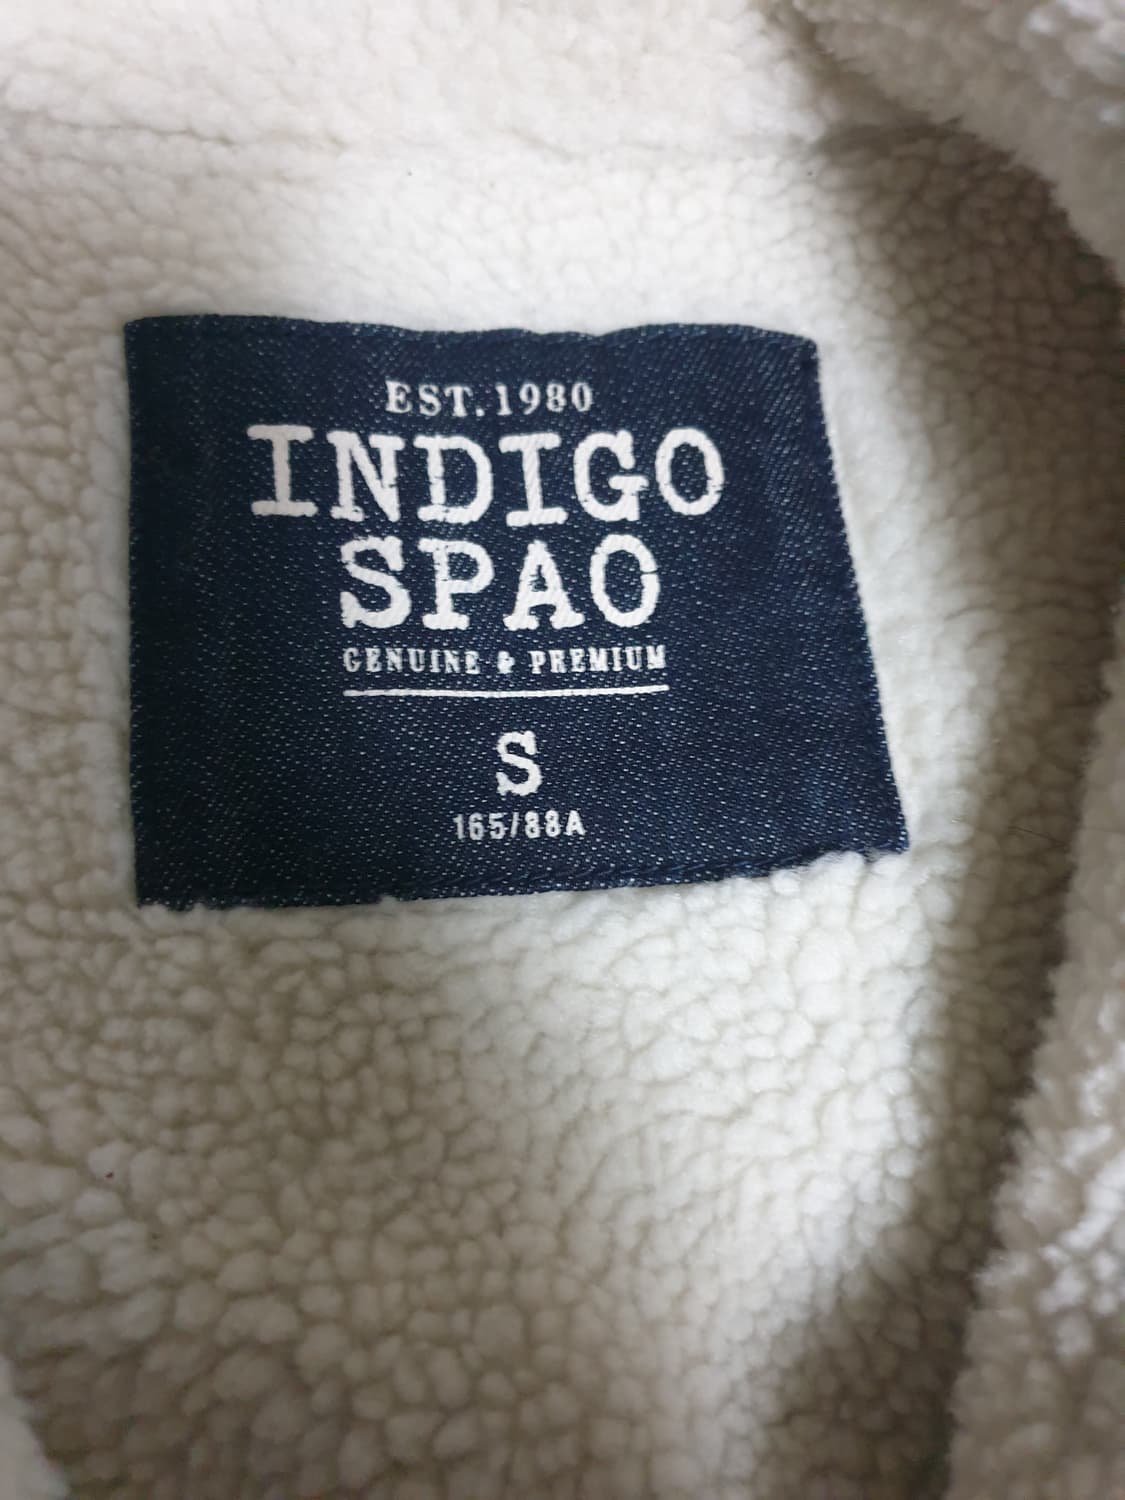 EST.1980
INDIGO
SPAO
GENUINE & PREMIUM
S
165/88A